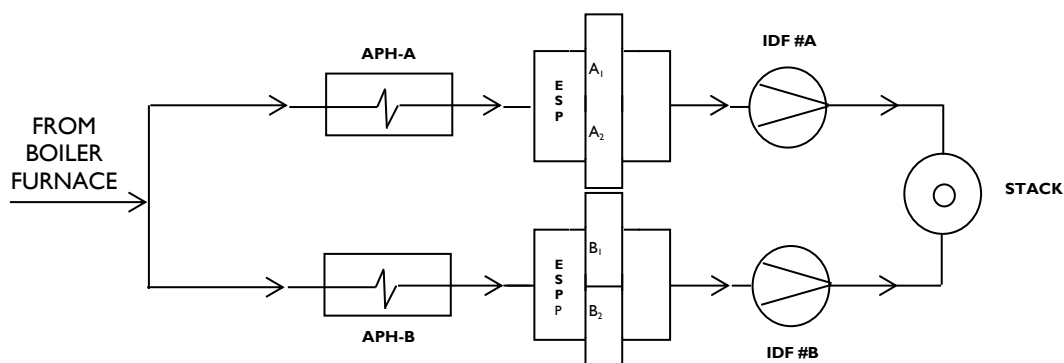 IDF #A
APH-A
A1
E
S
P
A2
FROM
BOILER
FURNACE
STACK
B1
E
S
P
P
B2
APH-B
IDF #B